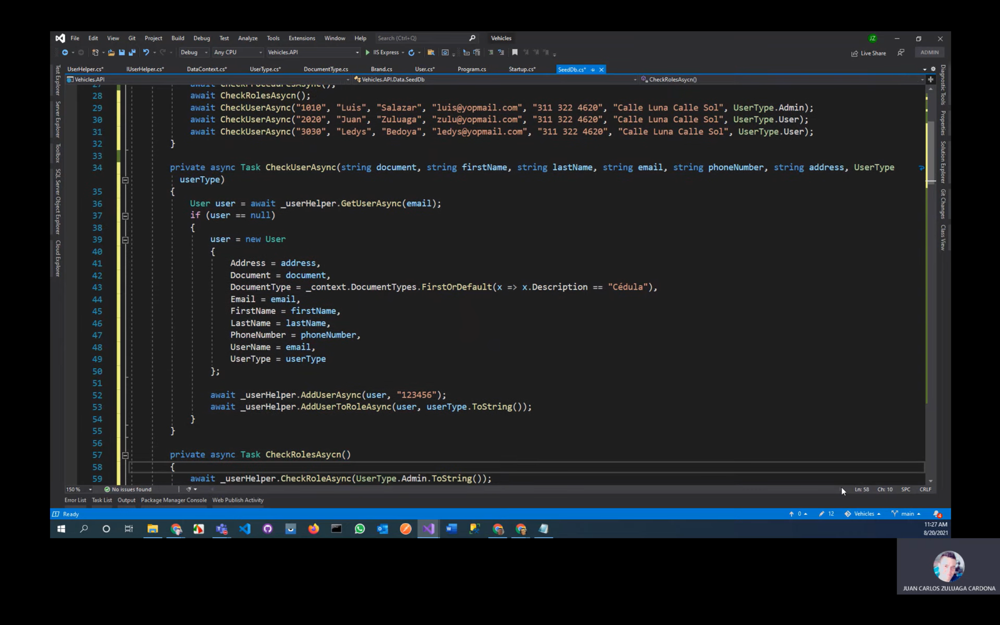 File Edit View Git Project Build Debug Test Analyze Tools Extensions Window Help Search (Ctrl+Q) Vehicles JZ
Debug Any CPU Vehicles.API IIS Express Live Share ADMIN
UserHelper.cs* IUserHelper.cs* DataContext.cs* UserType.cs* DocumentType.cs Brand.cs User.cs* Program.cs Startup.cs* SeedDb.cs*
Vehicles.API Vehicles.API.Data.SeedDb CheckRolesAsycn()
Test Explorer
Server Explorer
Toolbox
SQL Server Object Explorer
Cloud Explorer
27 await CheckProceduresAsync();
28 await CheckRolesAsycn();
29 await CheckUserAsync("1010", "Luis", "Salazar", "luis@yopmail.com", "311 322 4620", "Calle Luna Calle Sol", UserType.Admin);
30 await CheckUserAsync("2020", "Juan", "Zuluaga", "zulu@yopmail.com", "311 322 4620", "Calle Luna Calle Sol", UserType.User);
31 await CheckUserAsync("3030", "Ledys", "Bedoya", "ledys@yopmail.com", "311 322 4620", "Calle Luna Calle Sol", UserType.User);
32 }
33
34 private async Task CheckUserAsync(string document, string firstName, string lastName, string email, string phoneNumber, string address, UserType
userType)
35 {
36 User user = await _userHelper.GetUserAsync(email);
37 if (user == null)
38 {
39 user = new User
40 {
41 Address = address,
42 Document = document,
43 DocumentType = _context.DocumentTypes.FirstOrDefault(x => x.Description == "Cédula"),
44 Email = email,
45 FirstName = firstName,
46 LastName = lastName,
47 PhoneNumber = phoneNumber,
48 UserName = email,
49 UserType = userType
50 };
51
52 await _userHelper.AddUserAsync(user, "123456");
53 await _userHelper.AddUserToRoleAsync(user, userType.ToString());
54 }
55 }
56
57 private async Task CheckRolesAsycn()
58 {
59 await _userHelper.CheckRoleAsync(UserType.Admin.ToString());
Diagnostic Tools
Properties
Solution Explorer
Git Changes
Class View
150 % No issues found Ln: 58 Ch: 10 SPC CRLF
Error List Task List Output Package Manager Console Web Publish Activity
Ready 0 12 Vehicles main 4
11:27 AM
8/20/2021
JUAN CARLOS ZULUAGA CARDONA